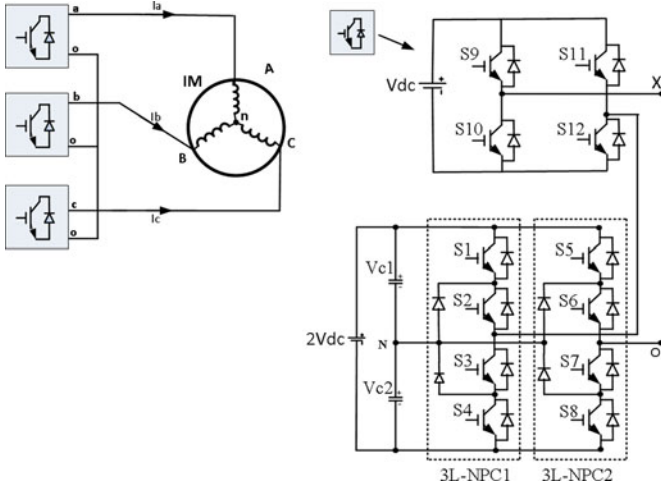 a
Ia
o
IM
A
b
Ib
n
o
B
C
c
Ic
o
S9
S11
Vdc
X
S10
S12
S1
S5
Vc1
S2
S6
2Vdc
N
o
S3
S7
Vc2
S4
S8
3L-NPC1
3L-NPC2